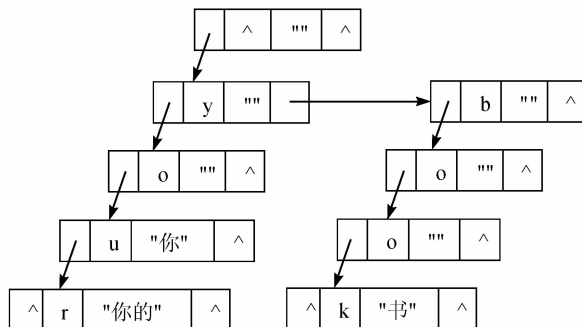 ^ "" ^
y "" b "" ^
o "" ^ o "" ^
u "你" ^ o "" ^
^ r "你的" ^ ^ k "书" ^